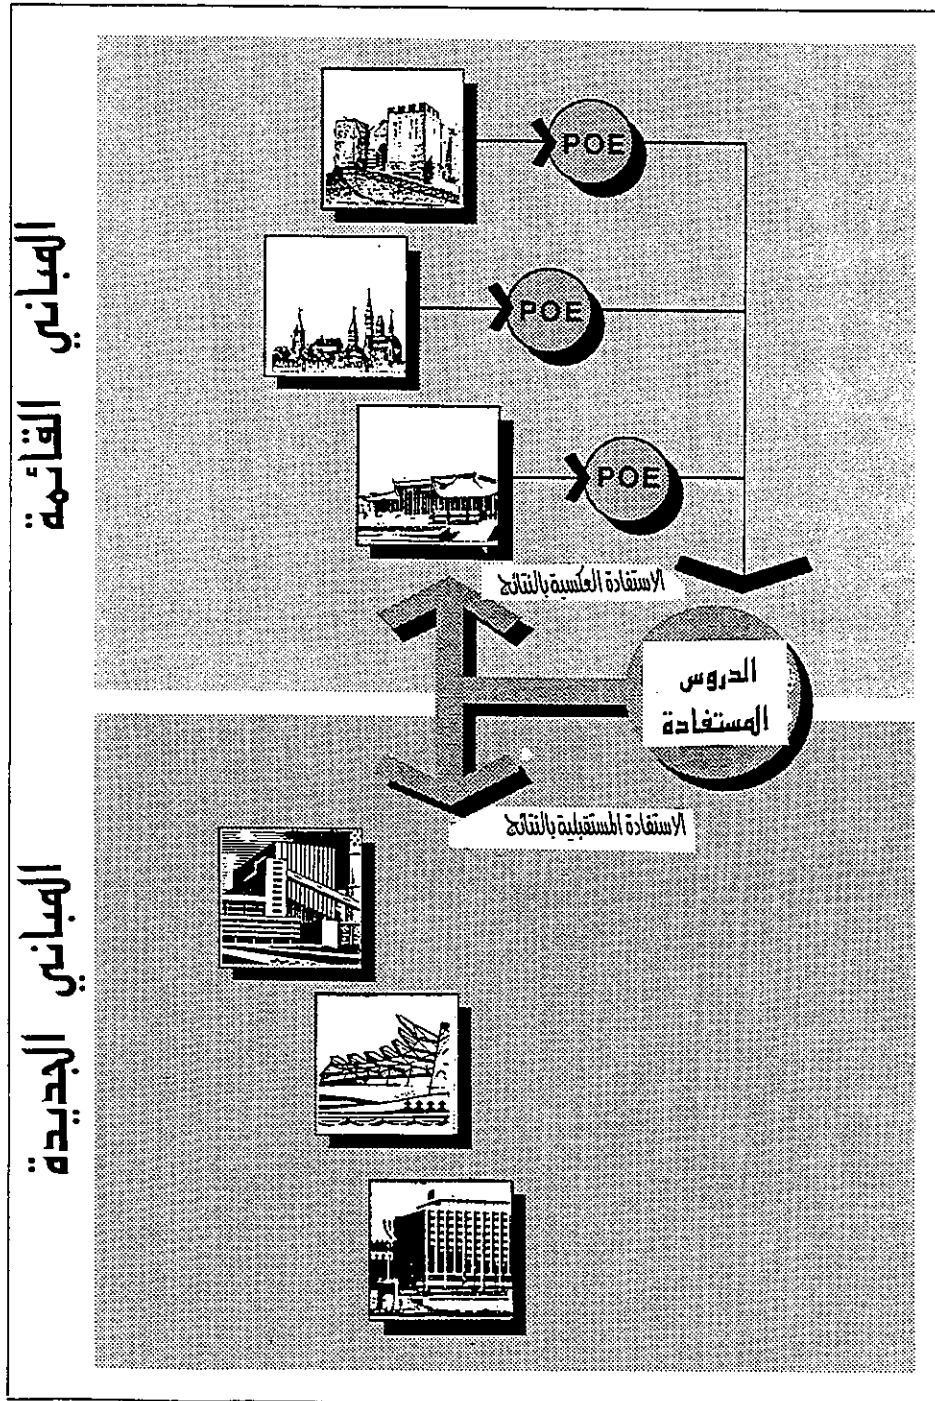 المباني القائمة
POE
POE
POE
الاستفادة العكسية بالنتائج
الدروس
المستفادة
الاستفادة المستقبلية بالنتائج
المباني الجديدة